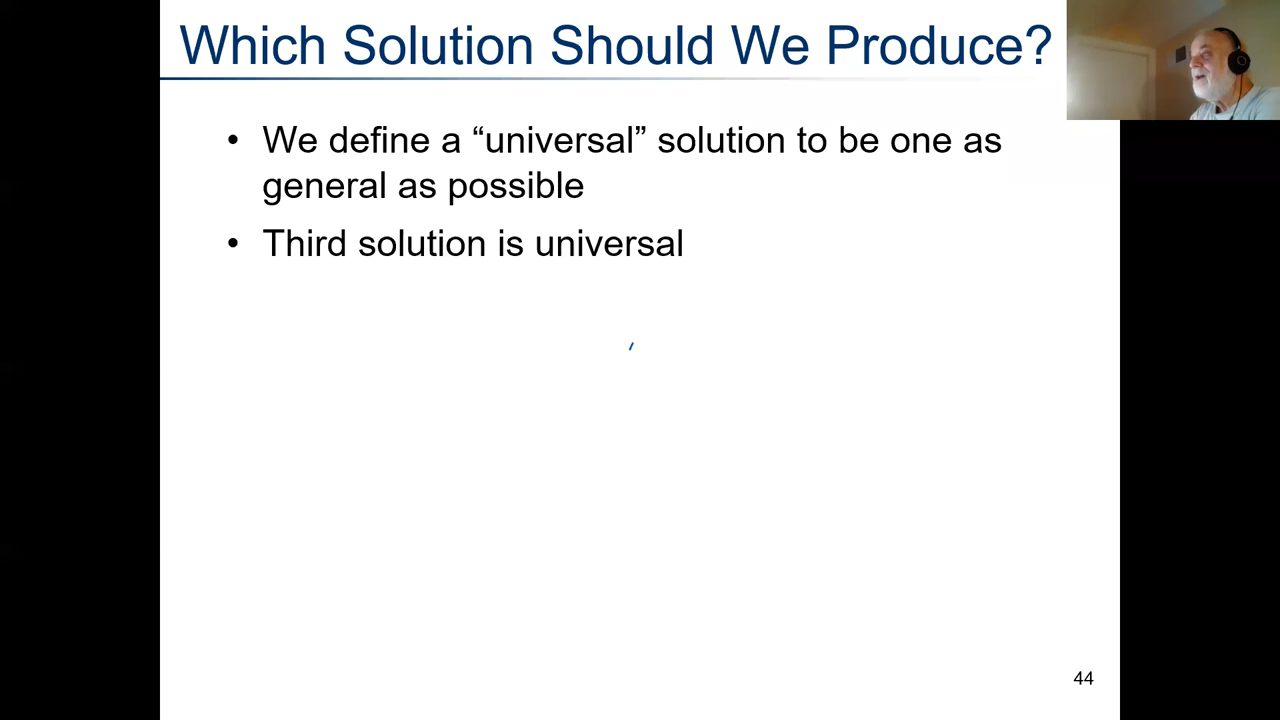 Which Solution Should We Produce?
• We define a “universal” solution to be one as
general as possible
• Third solution is universal
44